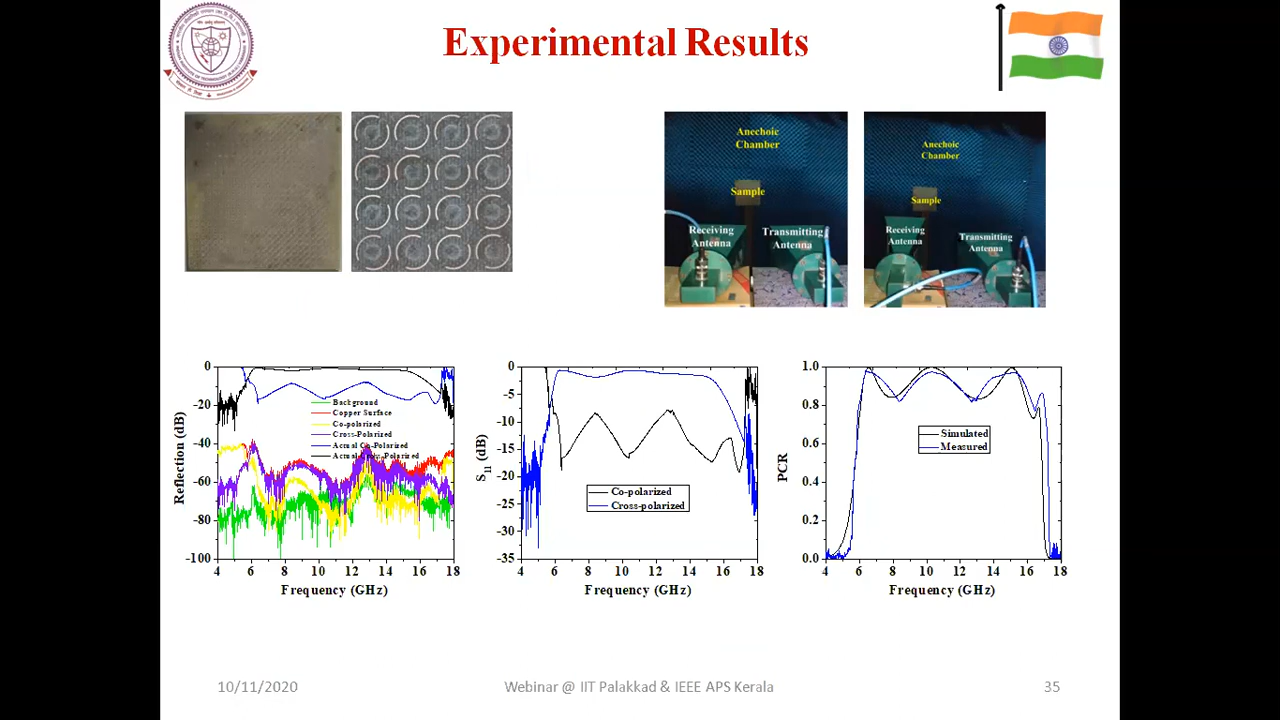 Experimental Results
Anechoic
Chamber
Sample
Receiving
Antenna
Transmitting
Antenna
Anechoic
Chamber
Sample
Receiving
Antenna
Transmitting
Antenna
0
-20
-40
-60
-80
-100
Reflection (dB)
Background
Copper Surface
Co-polarized
Cross-Polarized
Actual Co-Polarized
4 6 8 10 12 14 16 18
Frequency (GHz)
0
-5
-10
-15
-20
-25
-30
-35
S11 (dB)
Co-polarized
Cross-polarized
4 6 8 10 12 14 16 18
Frequency (GHz)
1.0
0.8
0.6
0.4
0.2
0.0
PCR
Simulated
Measured
4 6 8 10 12 14 16 18
Frequency (GHz)
10/11/2020
Webinar @ IIT Palakkad & IEEE APS Kerala
35